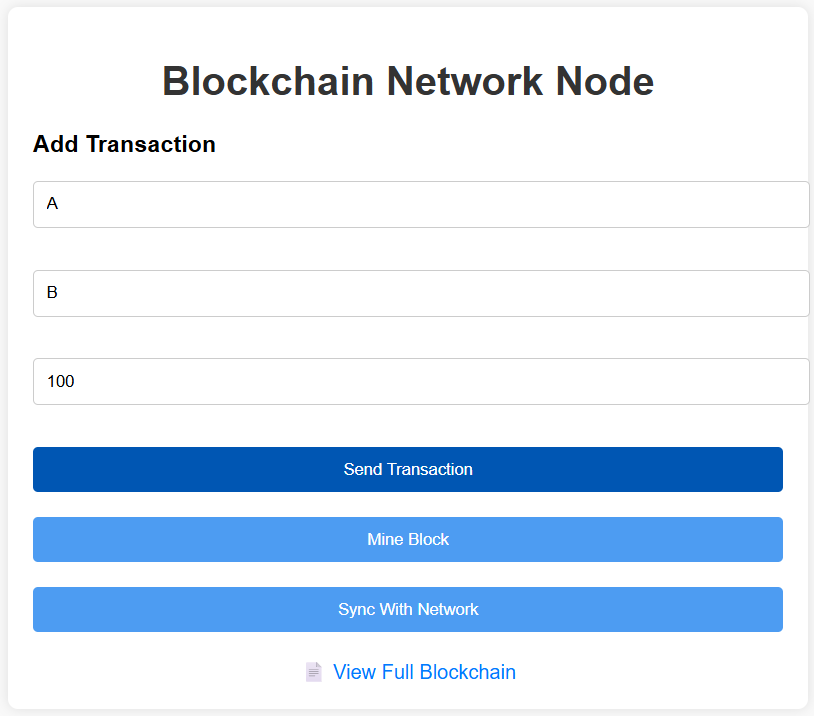 Blockchain Network Node
Add Transaction
A
B
100
Send Transaction
Mine Block
Sync With Network
View Full Blockchain